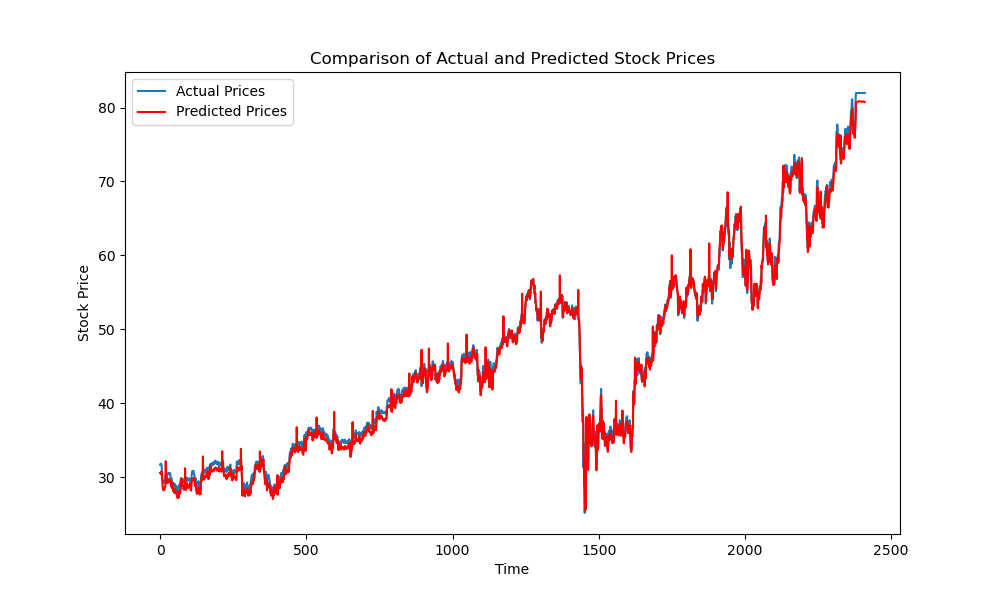 Comparison of Actual and Predicted Stock Prices
Actual Prices
Predicted Prices
80
70
60
50
40
30
Stock Price
0 500 1000 1500 2000 2500
Time